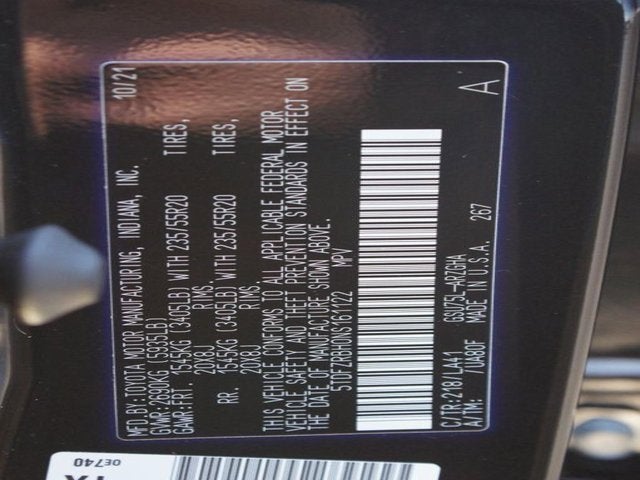 MFD.BY: TOYOTA MOTOR MANUFACTURING, INDIANA, INC. 10/21
GVWR: 2690KG (5935LB)
GAWR: FRT. 1545KG (3405LB) WITH 235/55R20 TIRES,
20X8J RIMS.
RR. 1545KG (3405LB) WITH 235/55R20 TIRES,
20X8J RIMS.
THIS VEHICLE CONFORMS TO ALL APPLICABLE FEDERAL MOTOR
VEHICLE SAFETY AND THEFT PREVENTION STANDARDS IN EFFECT ON
THE DATE OF MANUFACTURE SHOWN ABOVE.
5TDFZRBH0NS161122 MPV
C/TR: 218/LA41 GSU75L-ARZGHA
A/TM: /UA80F MADE IN U.S.A. 267 A
0E740